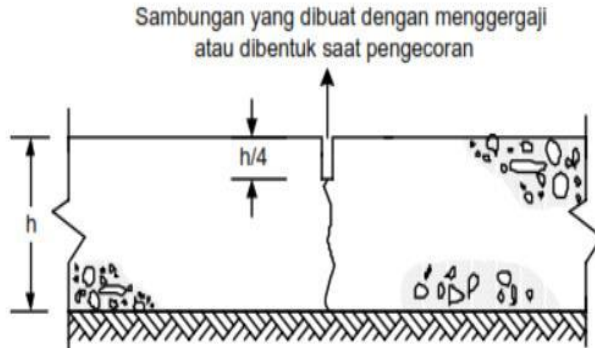 Sambungan yang dibuat dengan menggergaji
atau dibentuk saat pengecoran
h/4
h